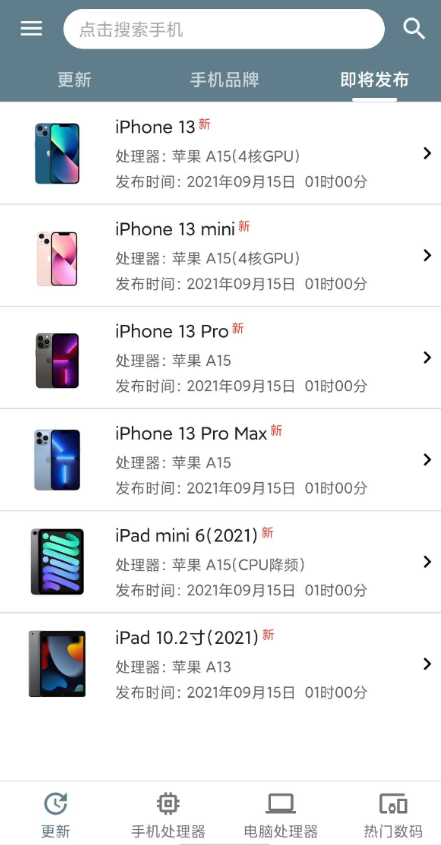 点击搜索手机
更新 手机品牌 即将发布
iPhone 13新
处理器: 苹果 A15(4核GPU)
发布时间: 2021年09月15日 01时00分
iPhone 13 mini新
处理器: 苹果 A15(4核GPU)
发布时间: 2021年09月15日 01时00分
iPhone 13 Pro新
处理器: 苹果 A15
发布时间: 2021年09月15日 01时00分
iPhone 13 Pro Max新
处理器: 苹果 A15
发布时间: 2021年09月15日 01时00分
iPad mini 6(2021)新
处理器: 苹果 A15(CPU降频)
发布时间: 2021年09月15日 01时00分
iPad 10.2寸(2021)新
处理器: 苹果 A13
发布时间: 2021年09月15日 01时00分
更新 手机处理器 电脑处理器 热门数码